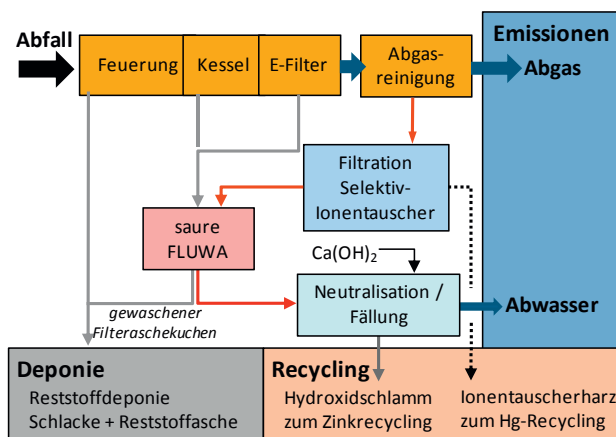 Abfall
Feuerung
Kessel
E-Filter
Abgas-
reinigung
Emissionen
Abgas
Filtration
Selektiv-
Ionentauscher
saure
FLUWA
Ca(OH)₂
Neutralisation /
Fällung
Abwasser
gewaschener
Filteraschekuchen
Deponie
Reststoffdeponie
Schlacke + Reststoffasche
Recycling
Hydroxidschlamm
zum Zinkrecycling
Ionentauscherharz
zum Hg-Recycling